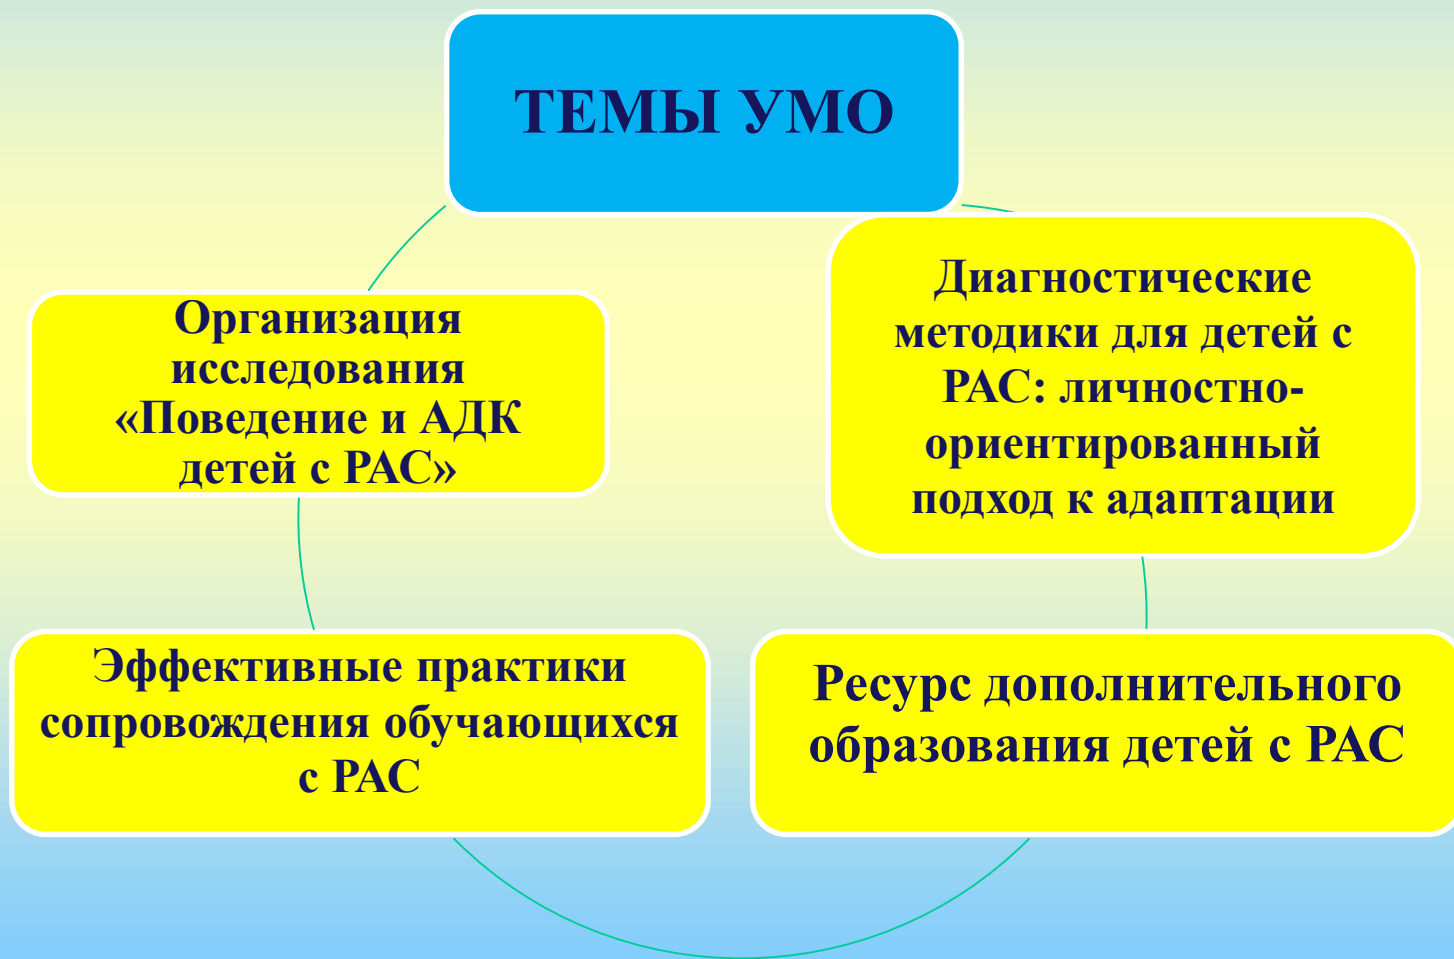 ТЕМЫ УМО
Диагностические
методики для детей с
РАС: личностно-
ориентированный
подход к адаптации
Ресурс дополнительного
образования детей с РАС
Эффективные практики
сопровождения обучающихся
с РАС
Организация
исследования
«Поведение и АДК
детей с РАС»